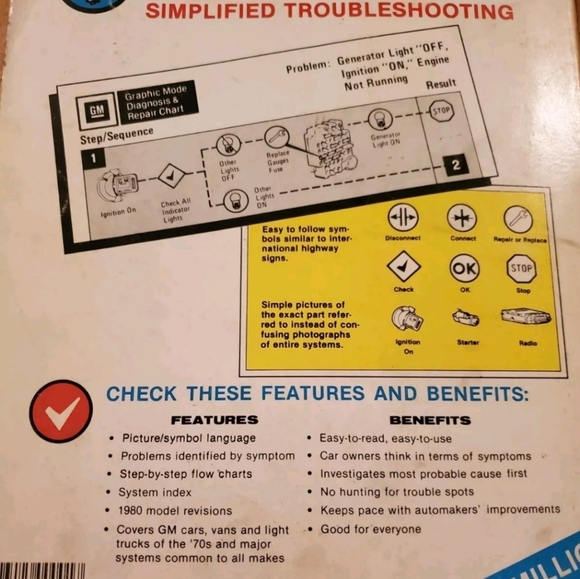 SIMPLIFIED TROUBLESHOOTING
Problem: Generator Light "OFF,
Ignition "ON," Engine
Not Running
Result
GM
Graphic Mode
Diagnosis &
Repair Chart
Step/Sequence
1
Ignition On
Check All
Indicator
Lights
Other
Lights
OFF
Other
Lights
ON
Replace
Gauges
Fuse
Generator
Light ON
STOP
2
Easy to follow sym-
bols similar to inter-
national highway
signs.
Disconnect
Connect
Repair or Replace
OK
STOP
Check
OK
Stop
Simple pictures of
the exact part refer-
red to instead of con-
fusing photographs
of entire systems.
Ignition
On
Starter
Radio
CHECK THESE FEATURES AND BENEFITS:
FEATURES
• Picture/symbol language
• Problems identified by symptom
• Step-by-step flow charts
• System index
• 1980 model revisions
• Covers GM cars, vans and light
trucks of the '70s and major
systems common to all makes
BENEFITS
• Easy-to-read, easy-to-use
• Car owners think in terms of symptoms
• Investigates most probable cause first
• No hunting for trouble spots
• Keeps pace with automakers' improvements
• Good for everyone